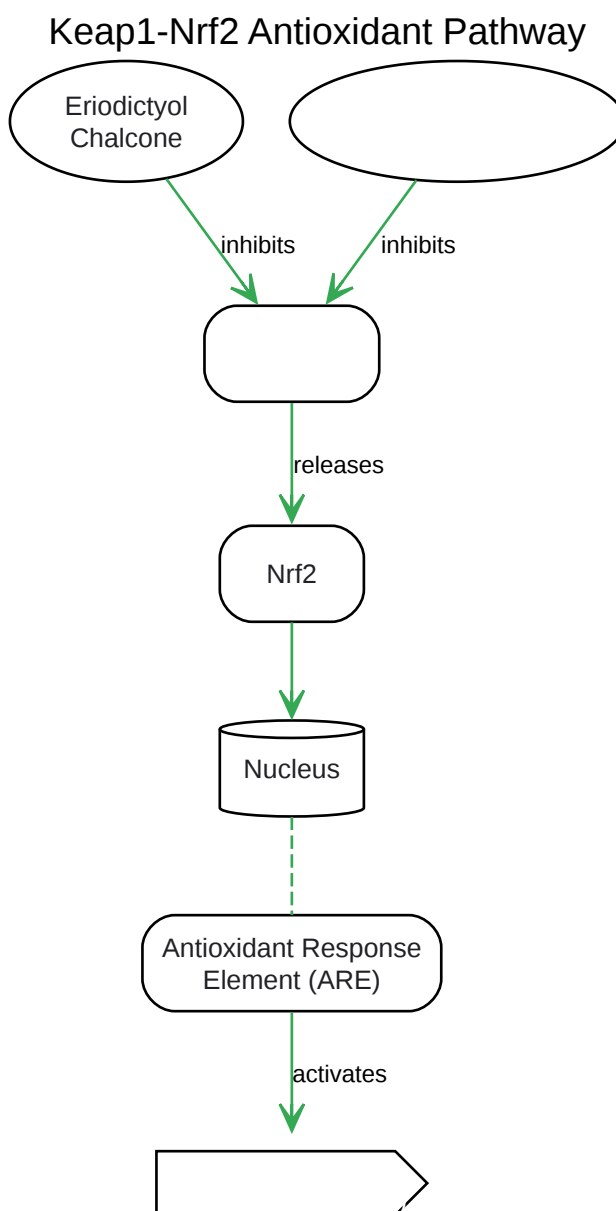 Keap1-Nrf2 Antioxidant Pathway
Eriodictyol
Chalcone
inhibits
inhibits
releases
Nrf2
Nucleus
Antioxidant Response
Element (ARE)
activates